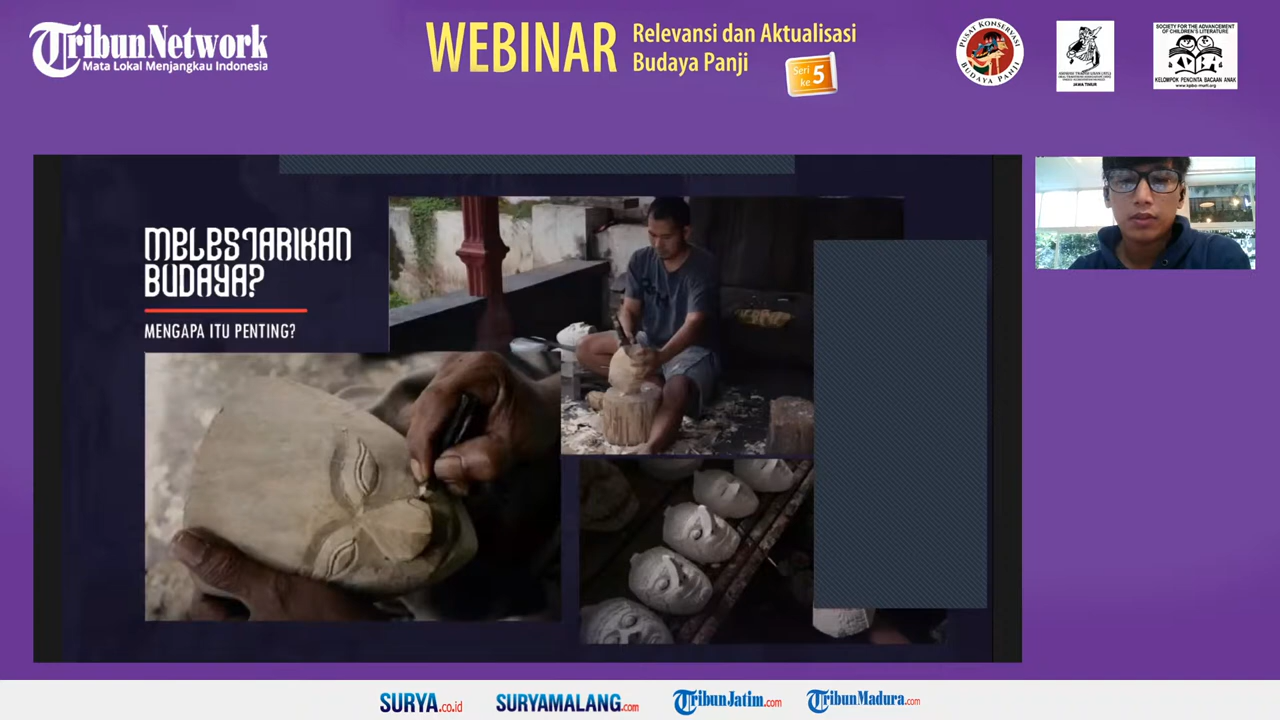 TribunNetwork
Mata Lokal Menjangkau Indonesia
WEBINAR
Relevansi dan Aktualisasi
Budaya Panji
Seri
ke 5
PUSAT KONSERVASI
BUDAYA PANJI
JAWA TIMUR
SOCIETY FOR THE ADVANCEMENT
OF CHILDREN'S LITERATURE
KELOMPOK PENCINTA BACAAN ANAK
MELESTARIKAN
BUDAYA?
MENGAPA ITU PENTING?
SURYA.co.id
SURYAMALANG.com
TribunJatim.com
TribunMadura.com